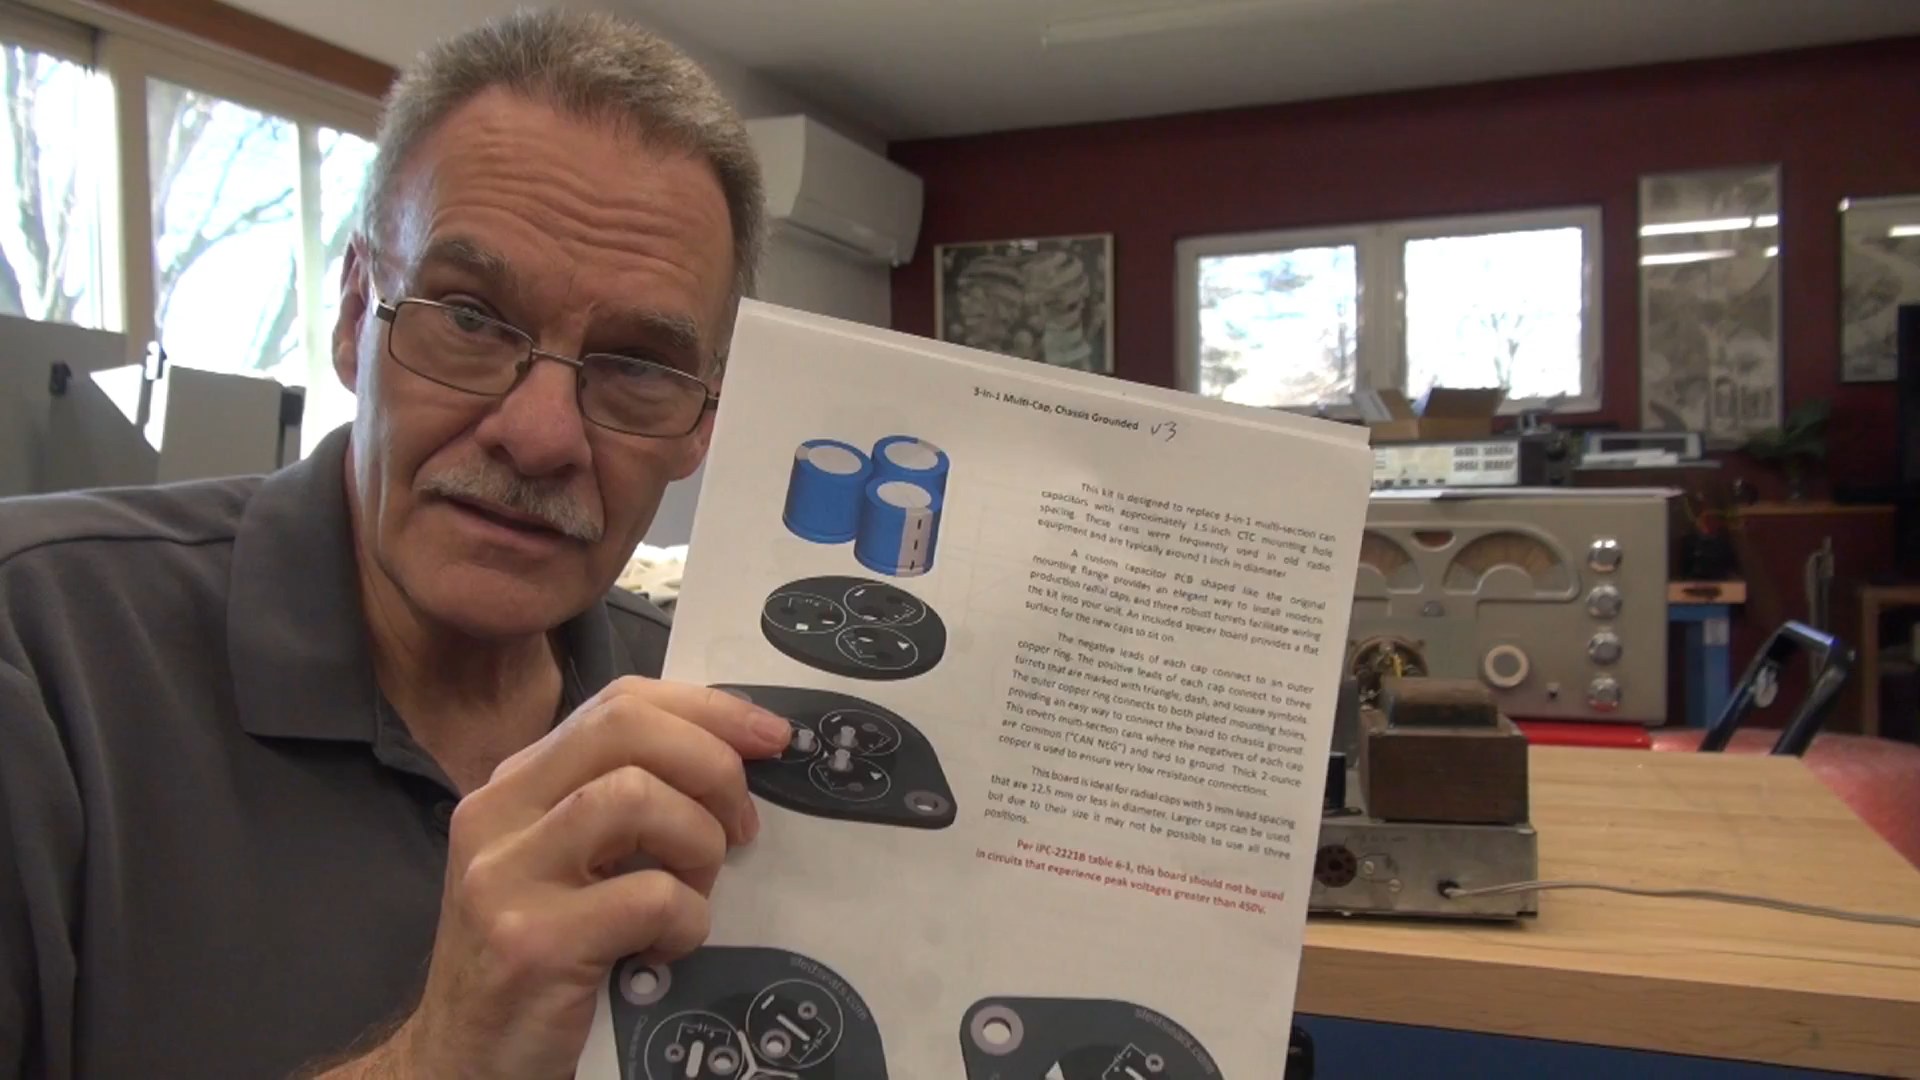 3-in-1 Multi-Cap, Chassis Grounded v3
This kit is designed to replace 3-in-1 multi-section can
capacitors with approximately 1.5 inch CTC mounting hole
spacing. These cans were frequently used in old radio
equipment and are typically around 1 inch in diameter.
A custom capacitor PCB shaped like the original
mounting flange provides an elegant way to install modern
production radial caps, and three robust turrets facilitate wiring
the kit into your unit. An included spacer board provides a flat
surface for the new caps to sit on.
The negative leads of each cap connect to an outer
copper ring. The positive leads of each cap connect to three
turrets that are marked with triangle, dash, and square symbols.
The outer copper ring connects to both plated mounting holes,
providing an easy way to connect the board to chassis ground.
This covers multi-section cans where the negatives of each cap
are common ("CAN NEG") and tied to ground. Thick 2-ounce
copper is used to ensure very low resistance connections.
This board is ideal for radial caps with 5 mm lead spacing
that are 12.5 mm or less in diameter. Larger caps can be used,
but due to their size it may not be possible to use all three
positions.
Per IPC-2221B table 6-1, this board should not be used
in circuits that experience peak voltages greater than 450V.